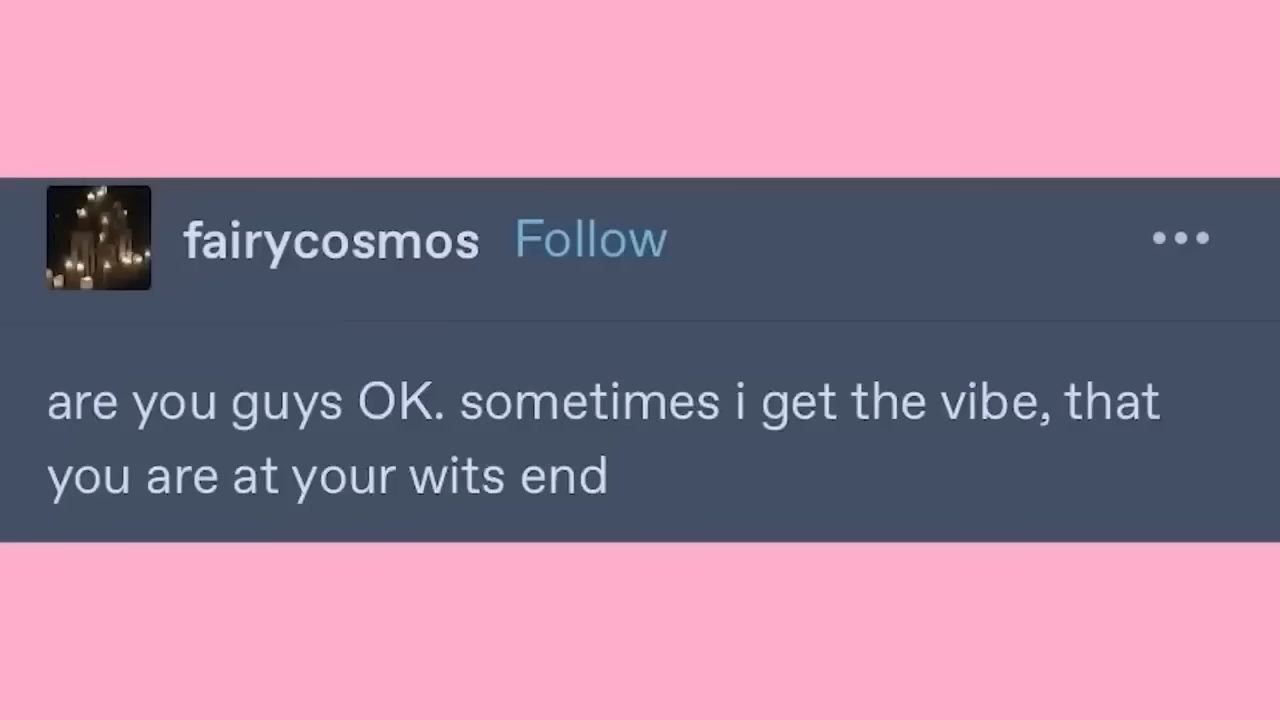 fairycosmos Follow
are you guys OK. sometimes i get the vibe, that
you are at your wits end